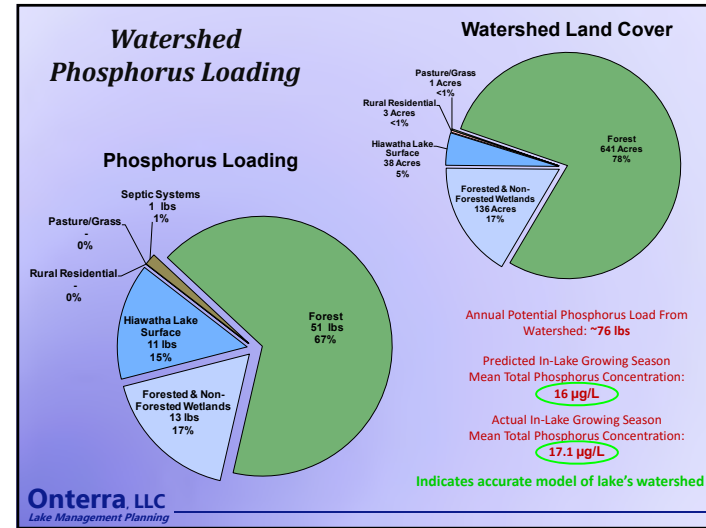 Watershed
Phosphorus Loading
Watershed Land Cover
Pasture/Grass
1 Acres
<1%
Rural Residential
3 Acres
<1%
Hiawatha Lake
Surface
38 Acres
5%
Forested & Non-
Forested Wetlands
136 Acres
17%
Forest
641 Acres
78%
Phosphorus Loading
Septic Systems
1 lbs
1%
Pasture/Grass
-
0%
Rural Residential
-
0%
Hiawatha Lake
Surface
11 lbs
15%
Forested & Non-
Forested Wetlands
13 lbs
17%
Forest
51 lbs
67%
Annual Potential Phosphorus Load From
Watershed: ~76 lbs
Predicted In-Lake Growing Season
Mean Total Phosphorus Concentration:
16 µg/L
Actual In-Lake Growing Season
Mean Total Phosphorus Concentration:
17.1 µg/L
Indicates accurate model of lake's watershed
Onterra, LLC
Lake Management Planning